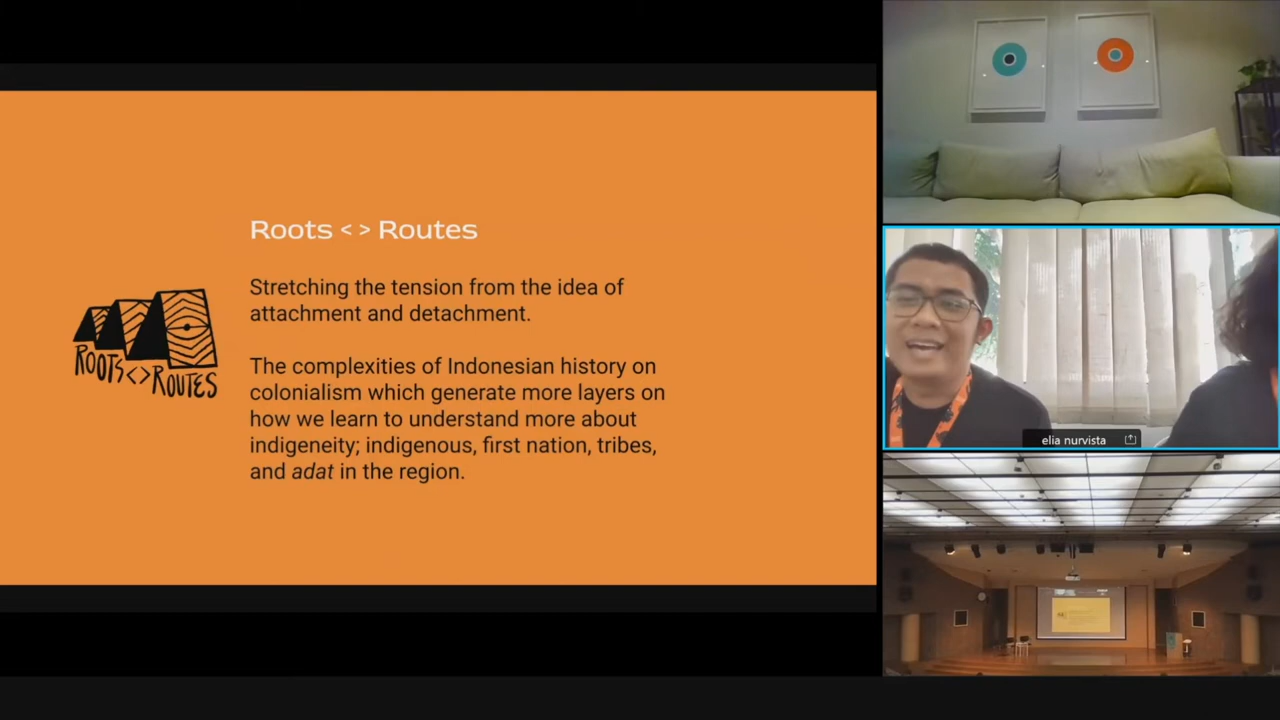 Roots < > Routes
Stretching the tension from the idea of
attachment and detachment.
The complexities of Indonesian history on
colonialism which generate more layers on
how we learn to understand more about
indigeneity; indigenous, first nation, tribes,
and adat in the region.
ROOTS<>ROUTES
elia nurvista